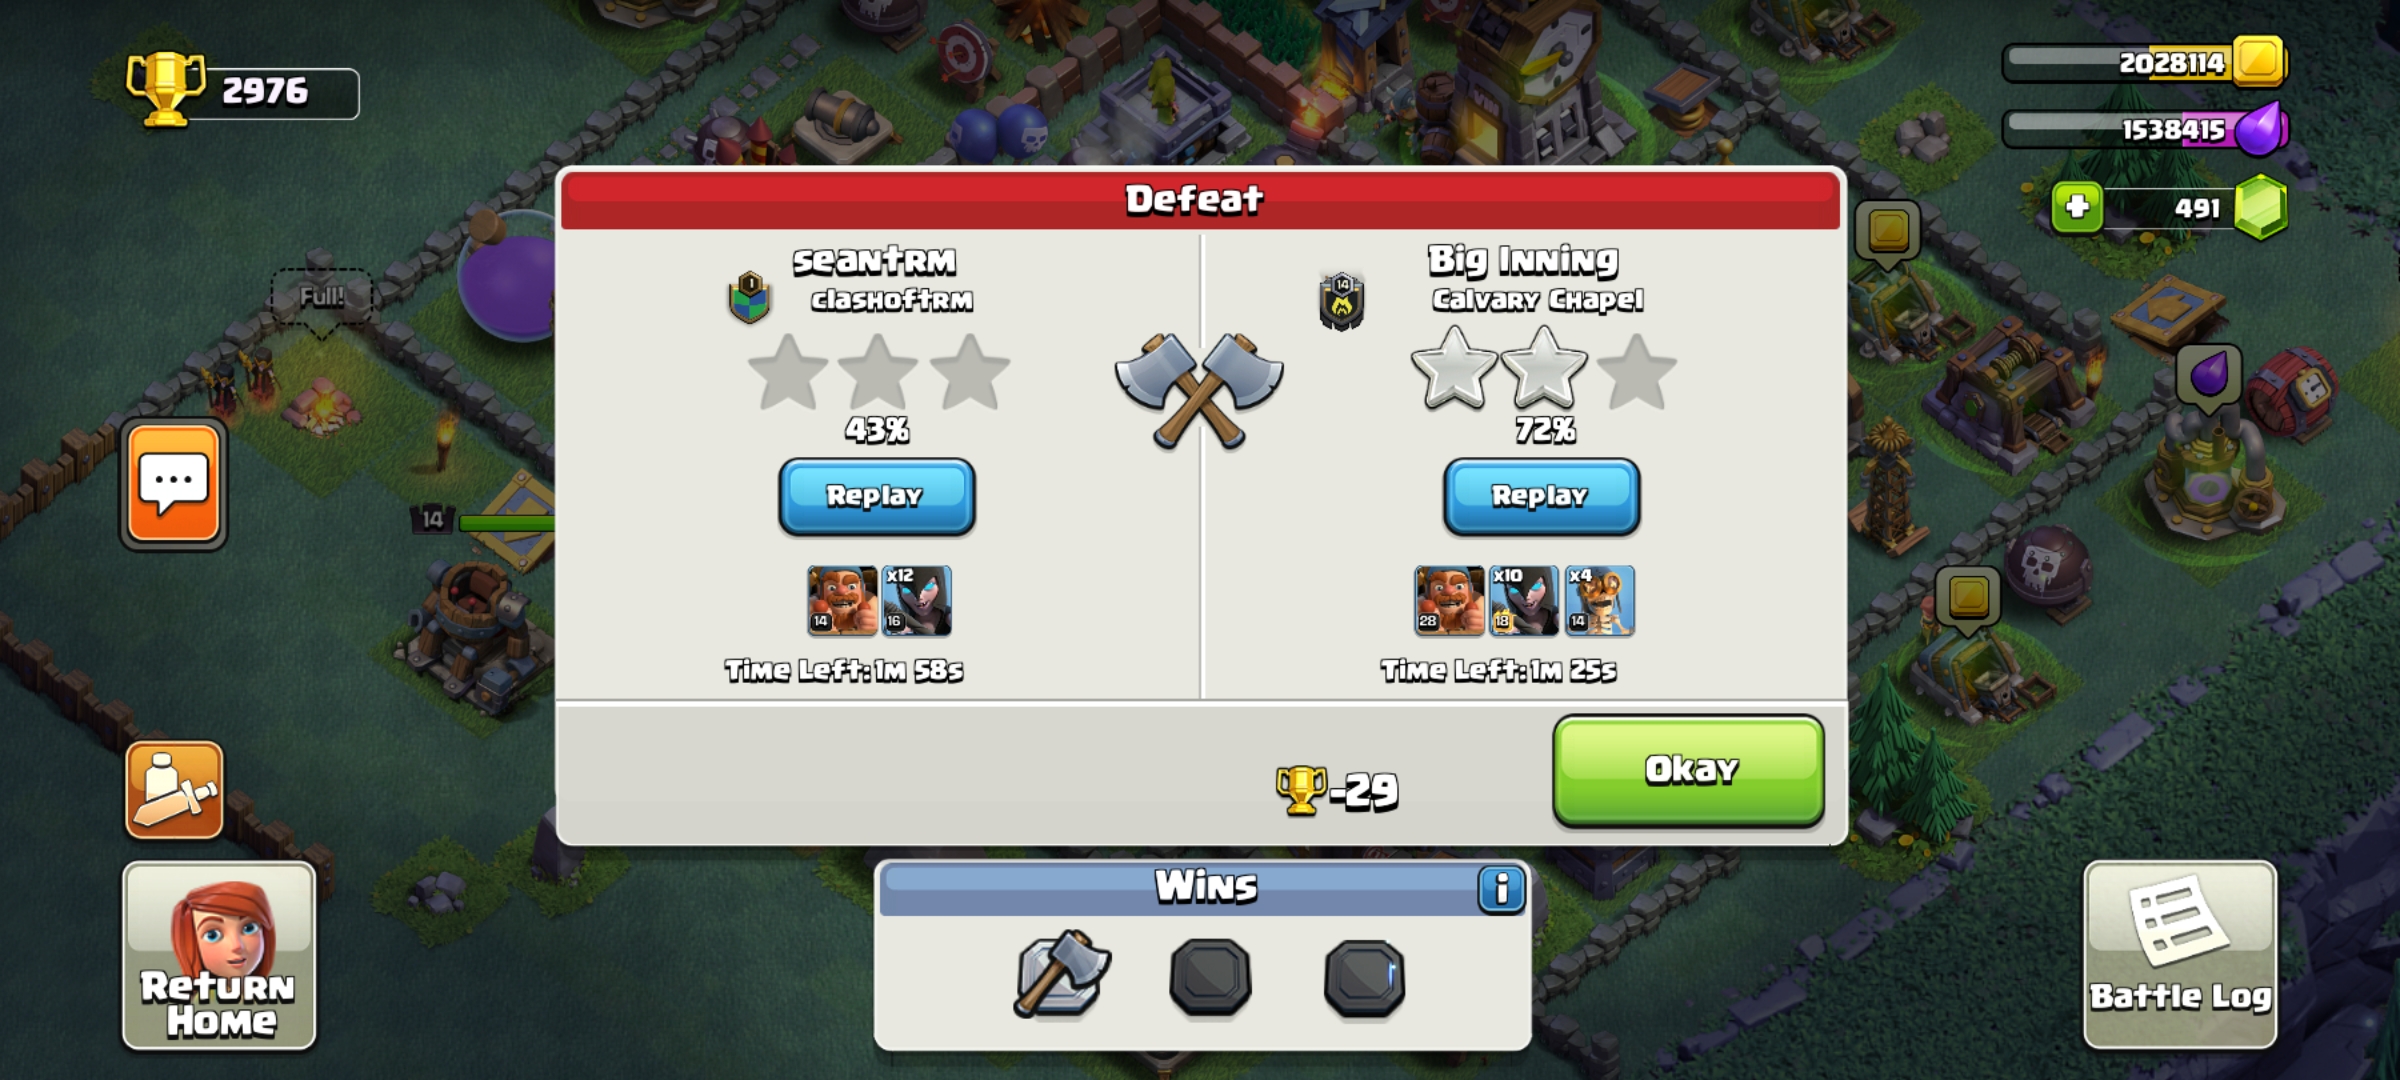 2976
2028114
1538415
491
Full!
14
Defeat
seantrm
1
clashoftrm
43%
Replay
14
x12
16
Time Left:1m 58s
Big Inning
14
Calvary Chapel
72%
Replay
28
x10
18
x4
14
Time Left:1m 25s
-29
Okay
Wins
i
Return
Home
Battle Log